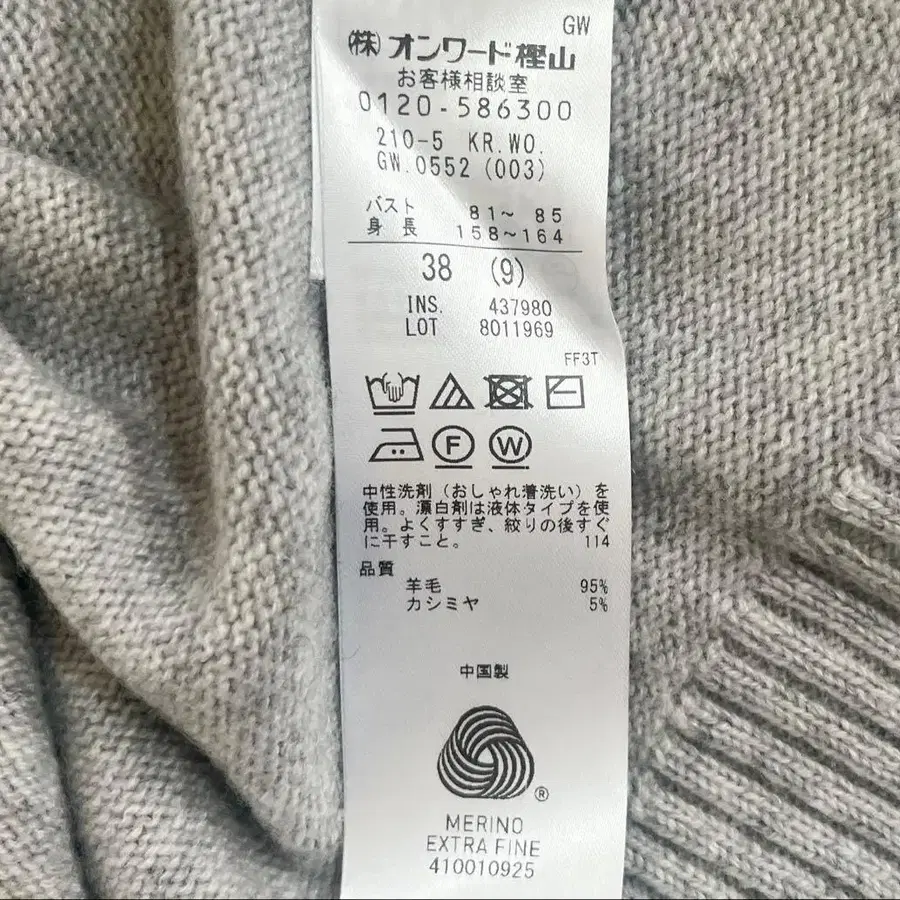 GW
㈱オンワード樫山
お客様相談室
0120-586300
210-5 KR.WO.
GW.0552(003)
バスト 81~ 85
身 長 158~164
38 (9)
INS. 437980
LOT 8011969
FF3T
F W
中性洗剤(おしゃれ着洗い)を
使用。漂白剤は液体タイプを使
用。よくすすぎ、絞りの後すぐ
に干すこと。 114
品質
羊毛 95%
カシミヤ 5%
中国製
®
MERINO
EXTRA FINE
410010925